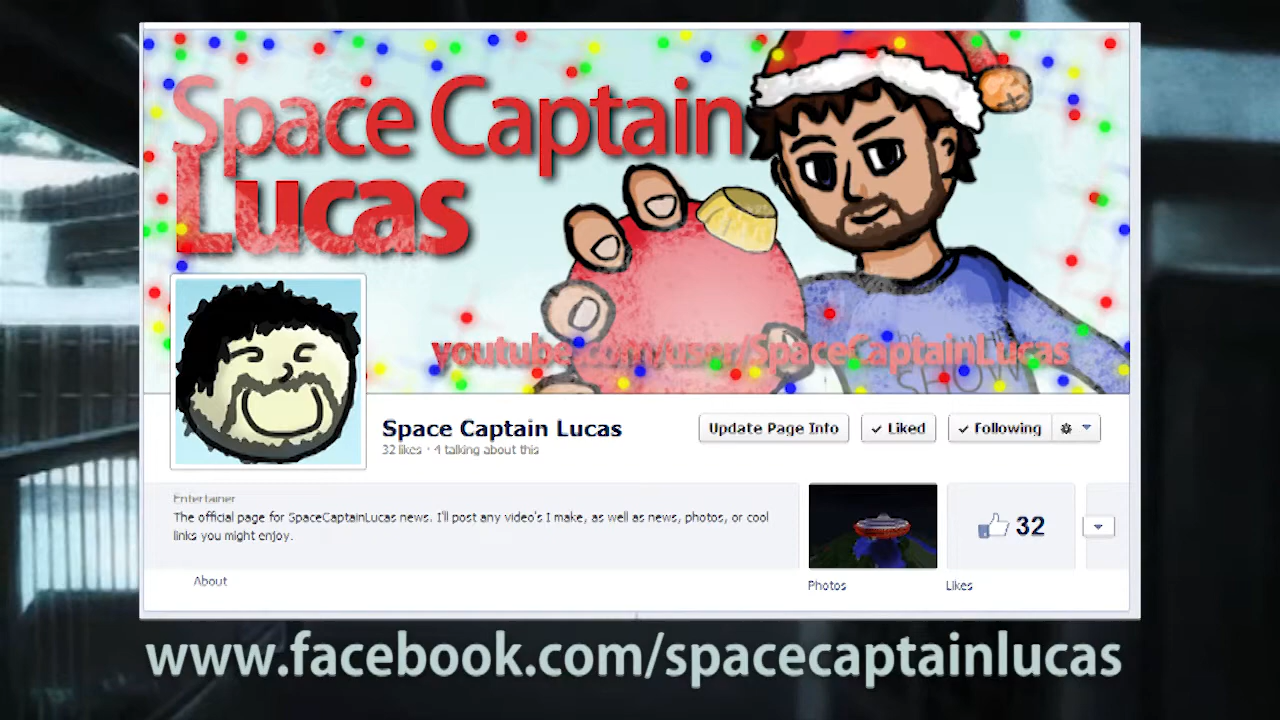 Space Captain
Lucas
youtube.com/user/SpaceCaptainLucas
SHOW
Space Captain Lucas
Update Page Info
✓ Liked
✓ Following
32 likes · 4 talking about this
Entertainer
The official page for SpaceCaptainLucas news. I'll post any video's I make, as well as news, photos, or cool
links you might enjoy.
32
About
Photos
Likes
www.facebook.com/spacecaptainlucas